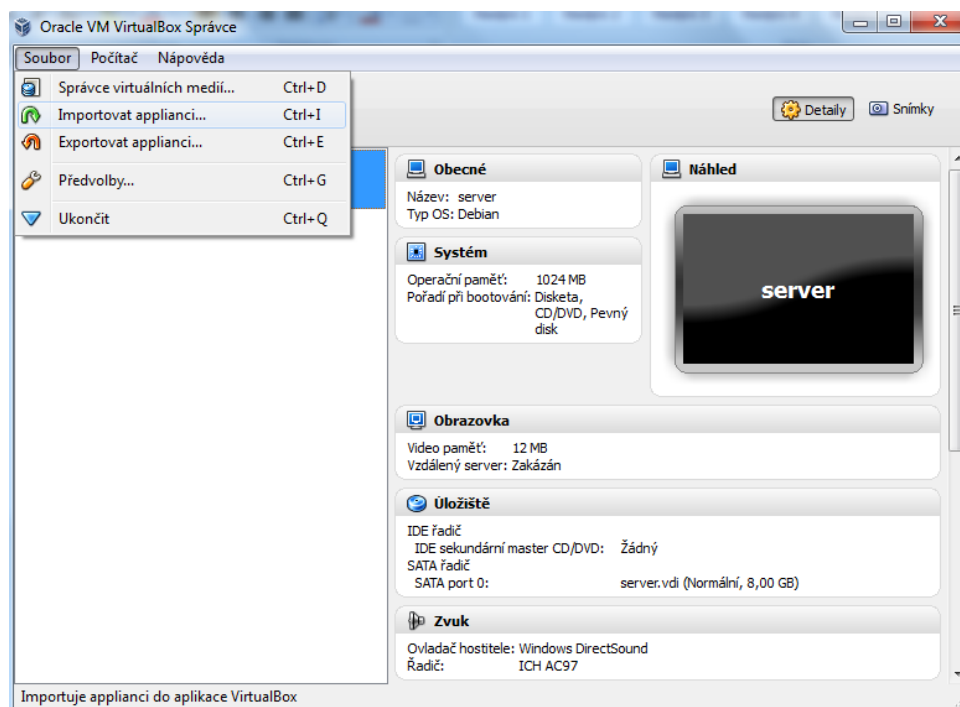 Oracle VM VirtualBox Správce
Soubor Počítač Nápověda
Správce virtuálních medií... Ctrl+D
Importovat applianci... Ctrl+I
Exportovat applianci... Ctrl+E
Předvolby... Ctrl+G
Ukončit Ctrl+Q
Detaily Snímky
Obecné
Název: server
Typ OS: Debian
Systém
Operační paměť: 1024 MB
Pořadí při bootování: Disketa,
CD/DVD, Pevný
disk
Náhled
server
Obrazovka
Video paměť: 12 MB
Vzdálený server: Zakázán
Úložiště
IDE řadič
IDE sekundární master CD/DVD: Žádný
SATA řadič
SATA port 0: server.vdi (Normální, 8,00 GB)
Zvuk
Ovladač hostitele: Windows DirectSound
Řadič: ICH AC97
Importuje applianci do aplikace VirtualBox